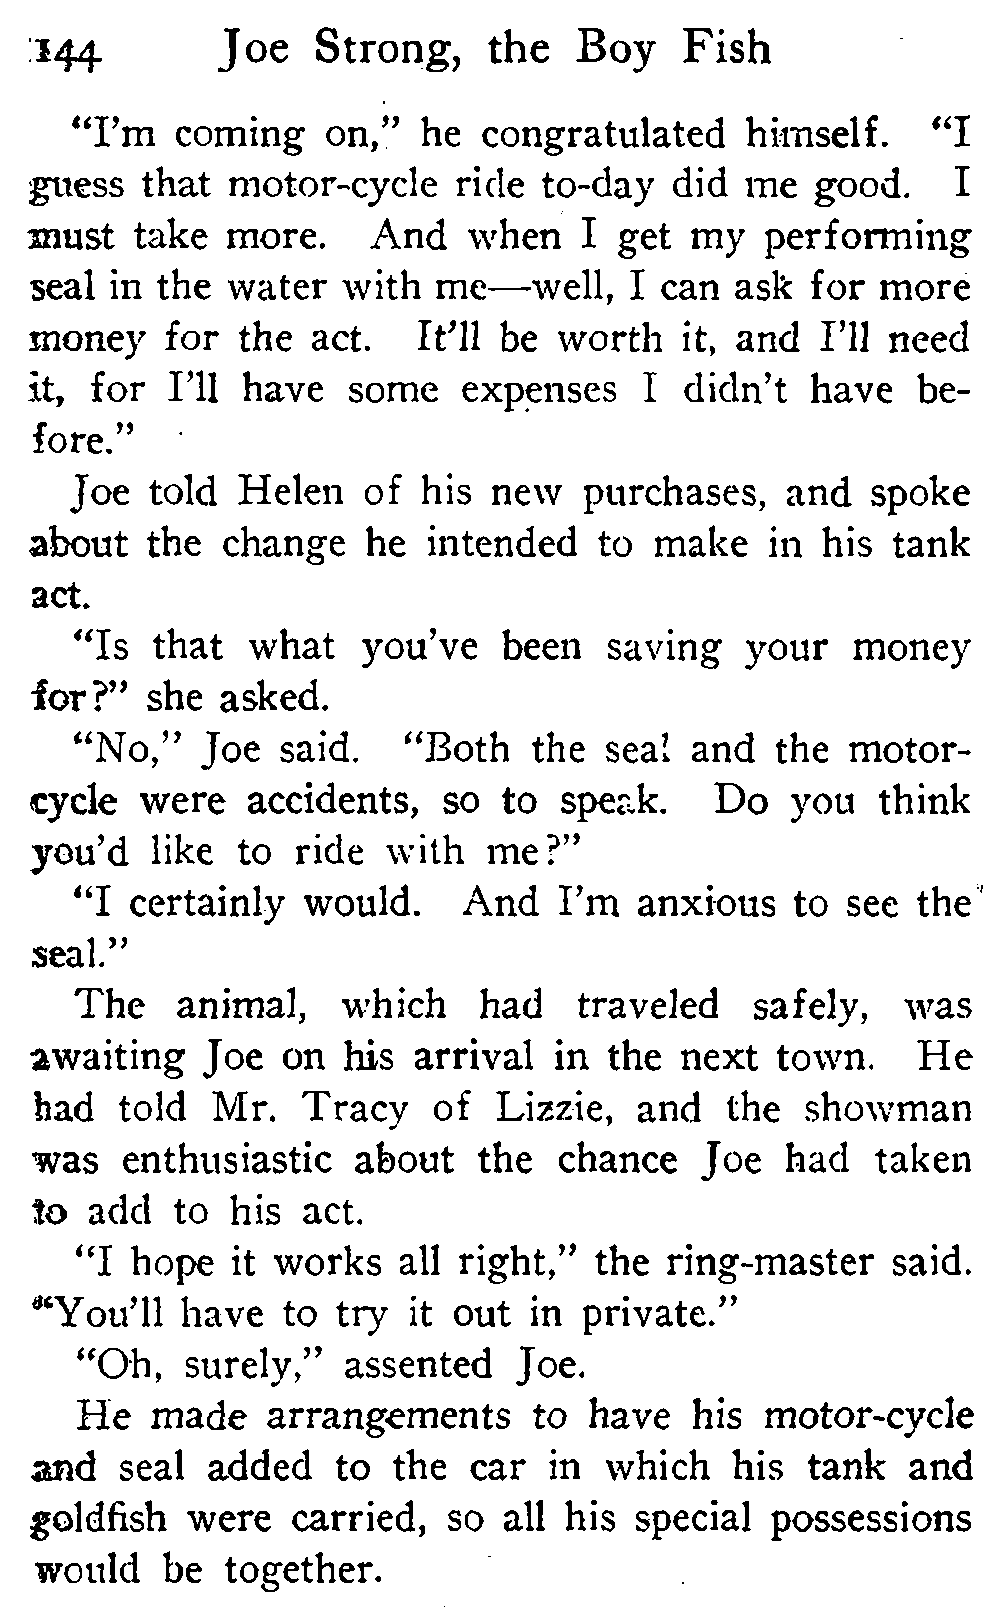 144 Joe Strong, the Boy Fish
"I'm coming on," he congratulated himself. "I
guess that motor-cycle ride to-day did me good. I
must take more. And when I get my performing
seal in the water with me—well, I can ask for more
money for the act. It'll be worth it, and I'll need
it, for I'll have some expenses I didn't have be-
fore."
Joe told Helen of his new purchases, and spoke
about the change he intended to make in his tank
act.
"Is that what you've been saving your money
for?" she asked.
"No," Joe said. "Both the seal and the motor-
cycle were accidents, so to speak. Do you think
you'd like to ride with me?"
"I certainly would. And I'm anxious to see the
seal."
The animal, which had traveled safely, was
awaiting Joe on his arrival in the next town. He
had told Mr. Tracy of Lizzie, and the showman
was enthusiastic about the chance Joe had taken
to add to his act.
"I hope it works all right," the ring-master said.
"You'll have to try it out in private."
"Oh, surely," assented Joe.
He made arrangements to have his motor-cycle
and seal added to the car in which his tank and
goldfish were carried, so all his special possessions
would be together.